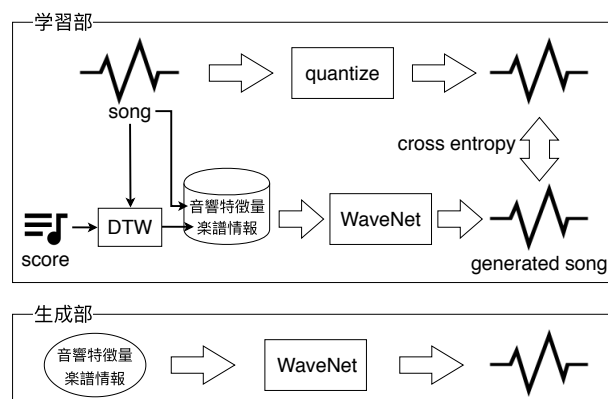 学習部
quantize
song
cross entropy
音響特徴量
楽譜情報
DTW
WaveNet
score
generated song
生成部
音響特徴量
楽譜情報
WaveNet